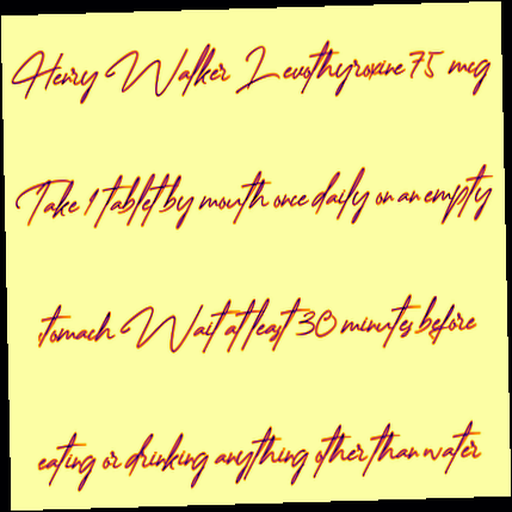 Henry Walker Levothyroxine 75 mcg
Take 1 tablet by mouth once daily on an empty
stomach Wait at least 30 minutes before
eating or drinking anything other than water